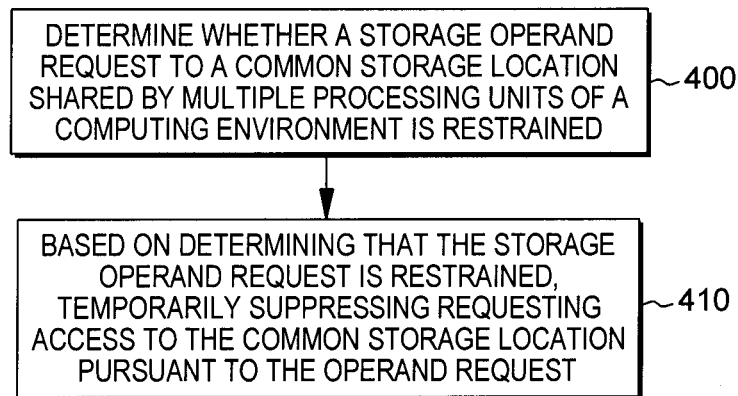 DETERMINE WHETHER A STORAGE OPERAND
REQUEST TO A COMMON STORAGE LOCATION
SHARED BY MULTIPLE PROCESSING UNITS OF A
COMPUTING ENVIRONMENT IS RESTRAINED
400
BASED ON DETERMINING THAT THE STORAGE
OPERAND REQUEST IS RESTRAINED,
TEMPORARILY SUPPRESSING REQUESTING
ACCESS TO THE COMMON STORAGE LOCATION
PURSUANT TO THE OPERAND REQUEST
410